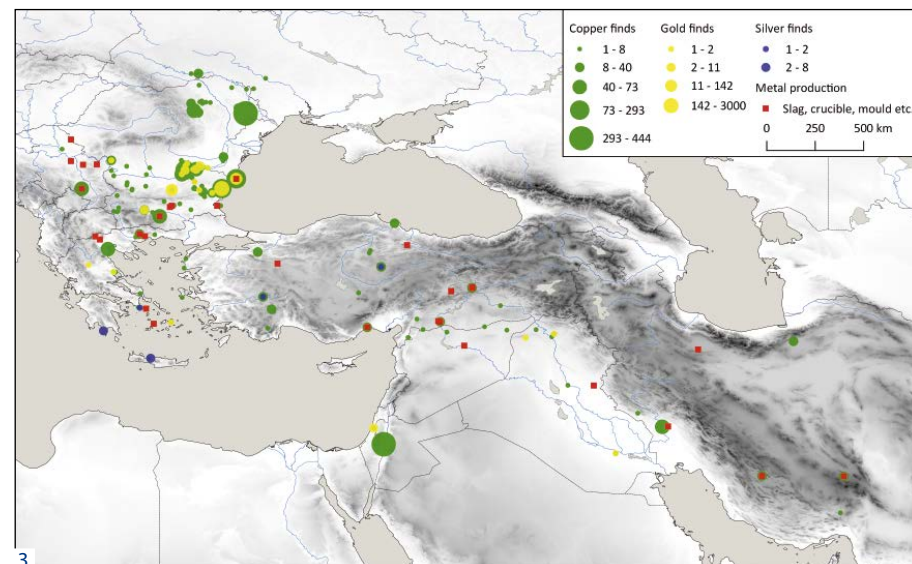 Copper finds Gold finds Silver finds
1 - 8 1 - 2 1 - 2
8 - 40 2 - 11 2 - 8
40 - 73 11 - 142 Metal production
73 - 293 142 - 3000 Slag, crucible, mould etc
293 - 444 0 250 500 km
3